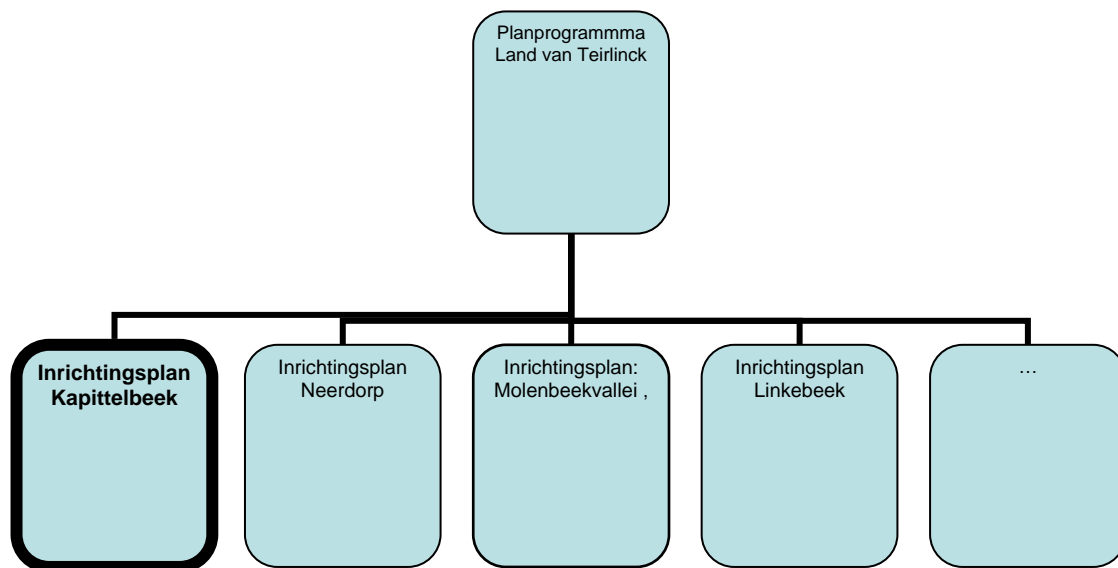 Planprogrammma
Land van Teirlinck
Inrichtingsplan
Kapittelbeek
Inrichtingsplan
Neerdorp
Inrichtingsplan:
Molenbeekvallei ,
Inrichtingsplan
Linkebeek
…